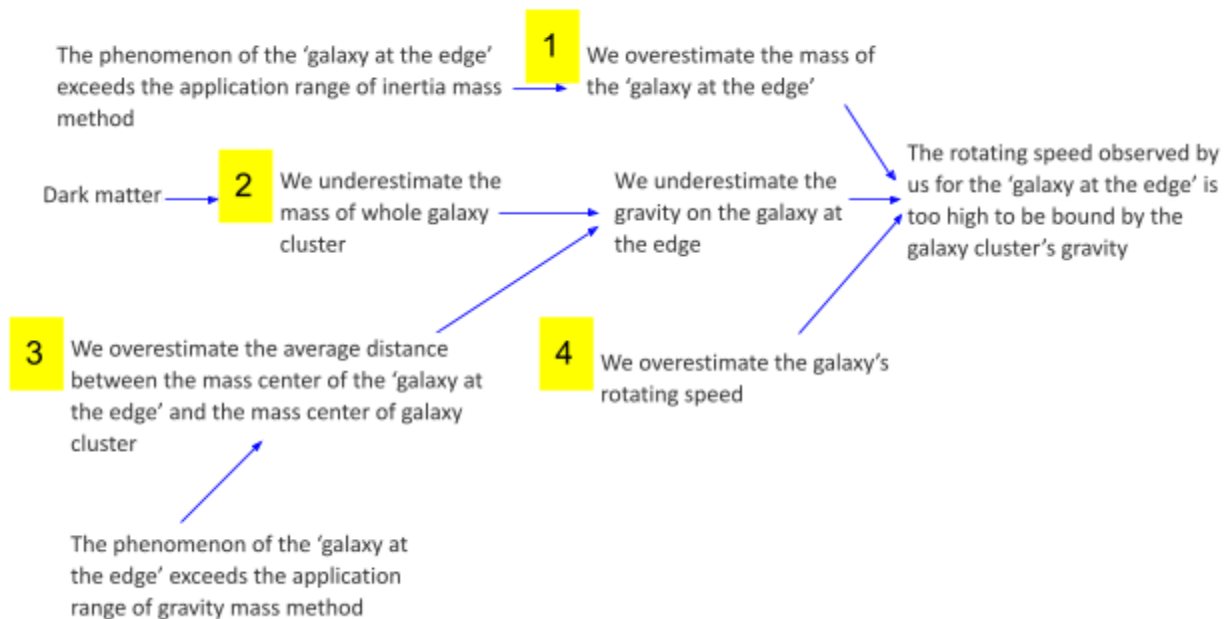 The phenomenon of the ‘galaxy at the edge’
exceeds the application range of inertia mass
method
1
We overestimate the mass of
the ‘galaxy at the edge’
Dark matter
2
We underestimate the
mass of whole galaxy
cluster
We underestimate the
gravity on the galaxy at
the edge
The rotating speed observed by
us for the ‘galaxy at the edge’ is
too high to be bound by the
galaxy cluster’s gravity
3
We overestimate the average distance
between the mass center of the ‘galaxy at
the edge’ and the mass center of galaxy
cluster
4
We overestimate the galaxy’s
rotating speed
The phenomenon of the ‘galaxy at
the edge’ exceeds the application
range of gravity mass method